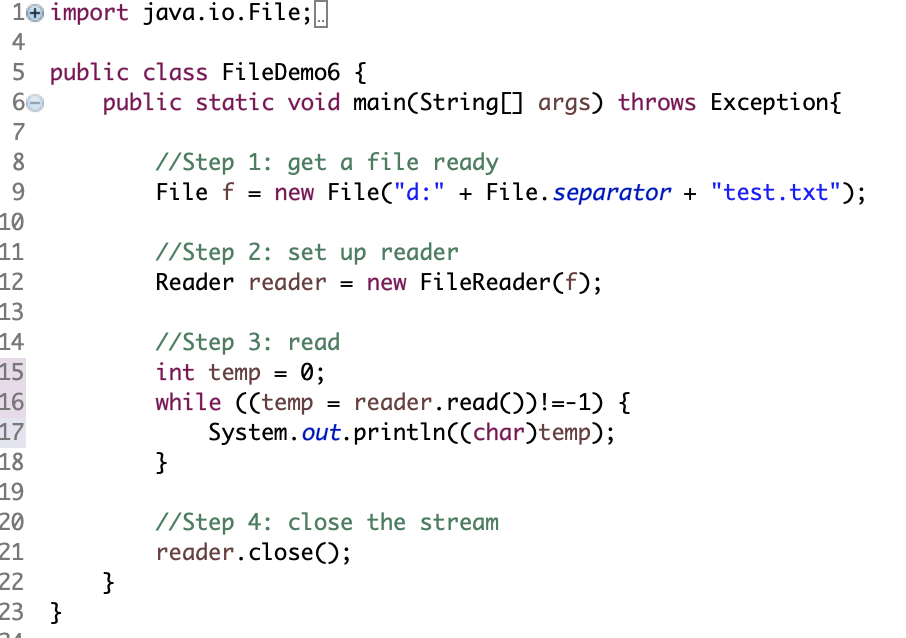 1 import java.io.File;
4
5 public class FileDemo6 {
6 public static void main(String[] args) throws Exception{
7
8 //Step 1: get a file ready
9 File f = new File("d:" + File.separator + "test.txt");
10
11 //Step 2: set up reader
12 Reader reader = new FileReader(f);
13
14 //Step 3: read
15 int temp = 0;
16 while ((temp = reader.read())!=-1) {
17 System.out.println((char)temp);
18 }
19
20 //Step 4: close the stream
21 reader.close();
22 }
23 }